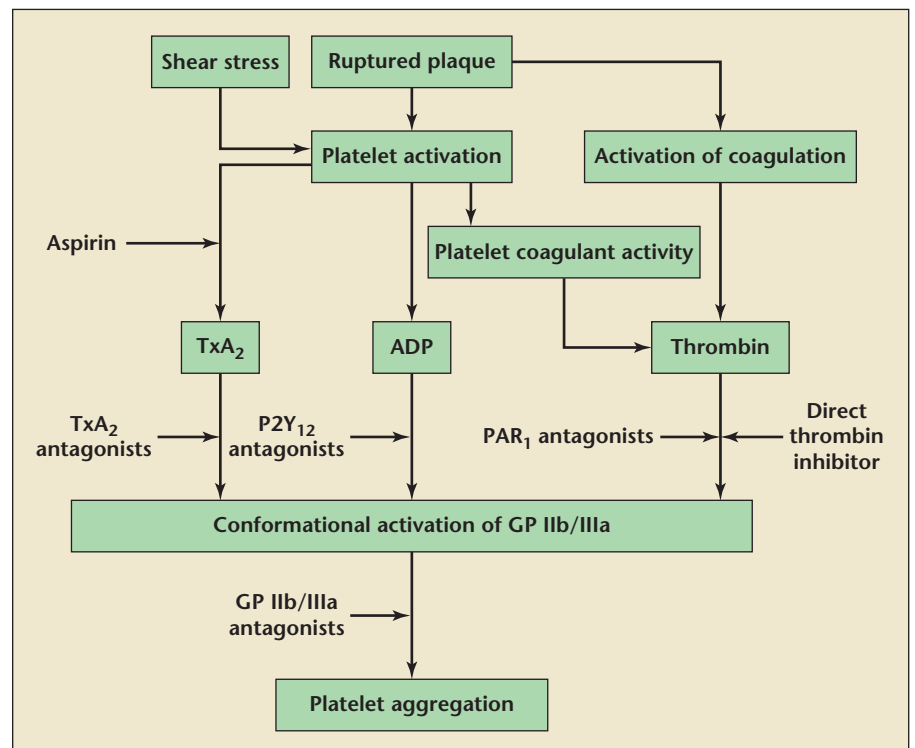 Shear stress
Ruptured plaque
Platelet activation
Activation of coagulation
Aspirin
Platelet coagulant activity
TxA₂
ADP
Thrombin
TxA₂
antagonists
P2Y₁₂
antagonists
PAR₁ antagonists
Direct
thrombin
inhibitor
Conformational activation of GP IIb/IIIa
GP IIb/IIIa
antagonists
Platelet aggregation